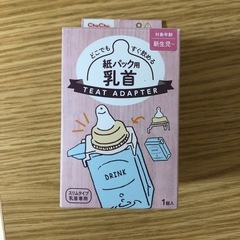 ChuChu
対象年齢
新生児~
どこでも すぐ飲める
紙パック用
乳首
TEAT ADAPTER
DRINK
スリムタイプ
乳首専用
1個入